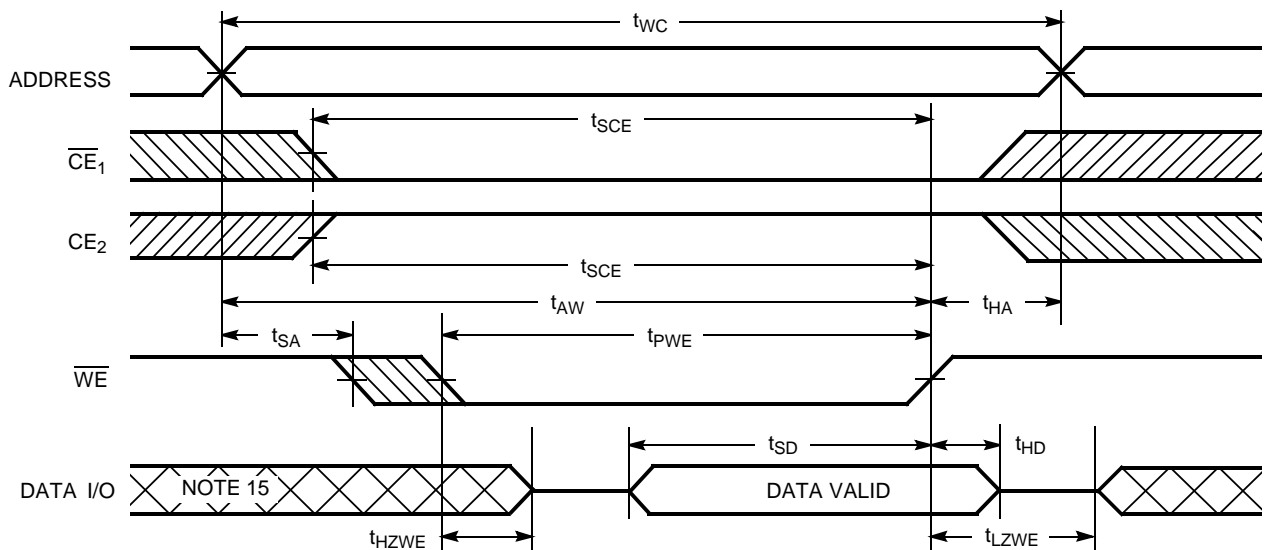 tWC
ADDRESS
tSCE
CE1
CE2
tSCE
tAW
tHA
tSA
tPWE
WE
tSD
tHD
DATA I/O
NOTE 15
DATA VALID
tHZWE
tLZWE